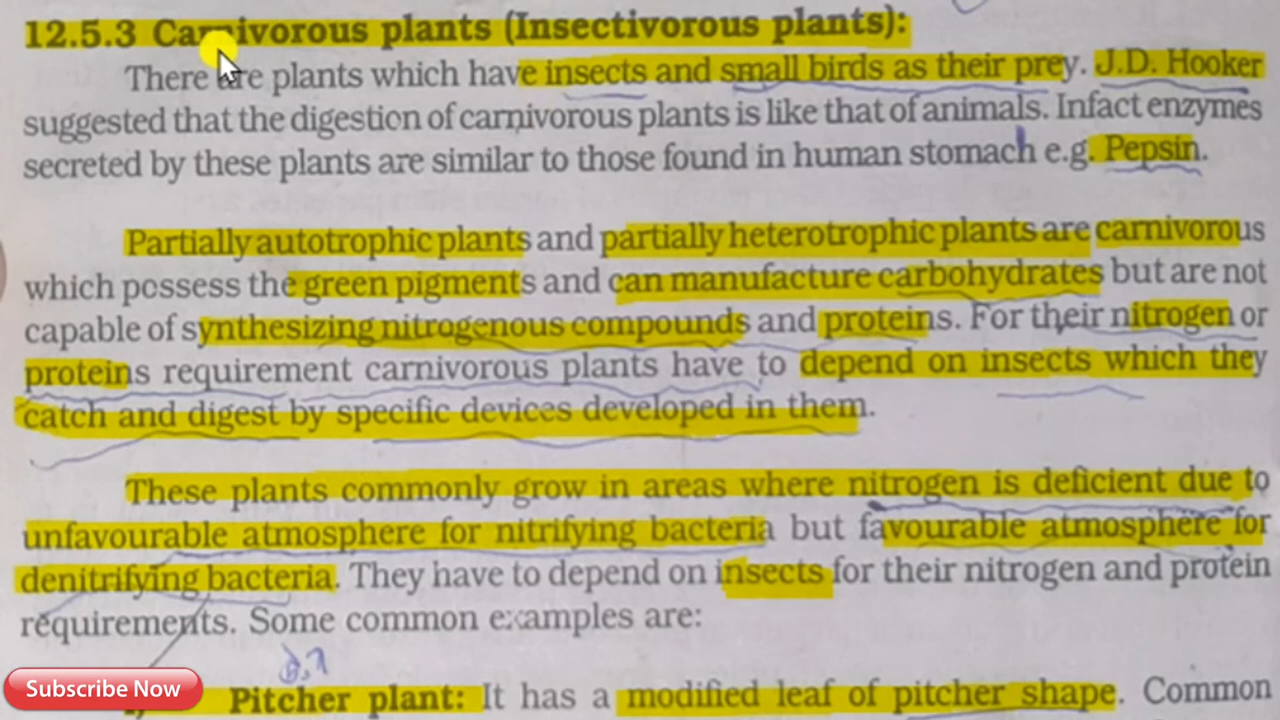 12.5.3 Carnivorous plants (Insectivorous plants):
There are plants which have insects and small birds as their prey. J.D. Hooker
suggested that the digestion of carnivorous plants is like that of animals. Infact enzymes
secreted by these plants are similar to those found in human stomach e.g. Pepsin.
Partially autotrophic plants and partially heterotrophic plants are carnivorous
which possess the green pigments and can manufacture carbohydrates but are not
capable of synthesizing nitrogenous compounds and proteins. For their nitrogen or
proteins requirement carnivorous plants have to depend on insects which they
catch and digest by specific devices developed in them.
These plants commonly grow in areas where nitrogen is deficient due to
unfavourable atmosphere for nitrifying bacteria but favourable atmosphere for
denitrifying bacteria. They have to depend on insects for their nitrogen and protein
requirements. Some common examples are:
Subscribe Now
Pitcher plant: It has a modified leaf of pitcher shape. Common